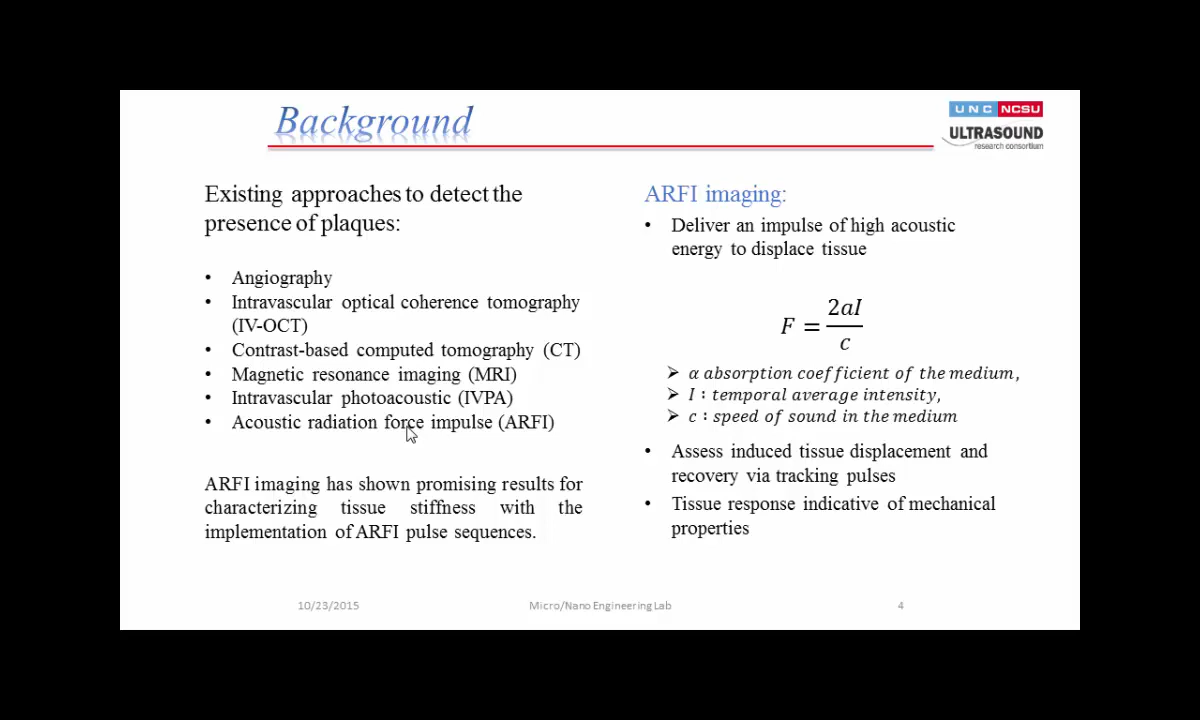 Background
UNC NCSU
ULTRASOUND
research consortium
Existing approaches to detect the
presence of plaques:
• Angiography
• Intravascular optical coherence tomography
(IV-OCT)
• Contrast-based computed tomography (CT)
• Magnetic resonance imaging (MRI)
• Intravascular photoacoustic (IVPA)
• Acoustic radiation force impulse (ARFI)
ARFI imaging has shown promising results for
characterizing tissue stiffness with the
implementation of ARFI pulse sequences.
ARFI imaging:
• Deliver an impulse of high acoustic
energy to displace tissue
F = 2aI / c
➢ α absorption coefficient of the medium,
➢ I : temporal average intensity,
➢ c : speed of sound in the medium
• Assess induced tissue displacement and
recovery via tracking pulses
• Tissue response indicative of mechanical
properties
10/23/2015
Micro/Nano Engineering Lab
4